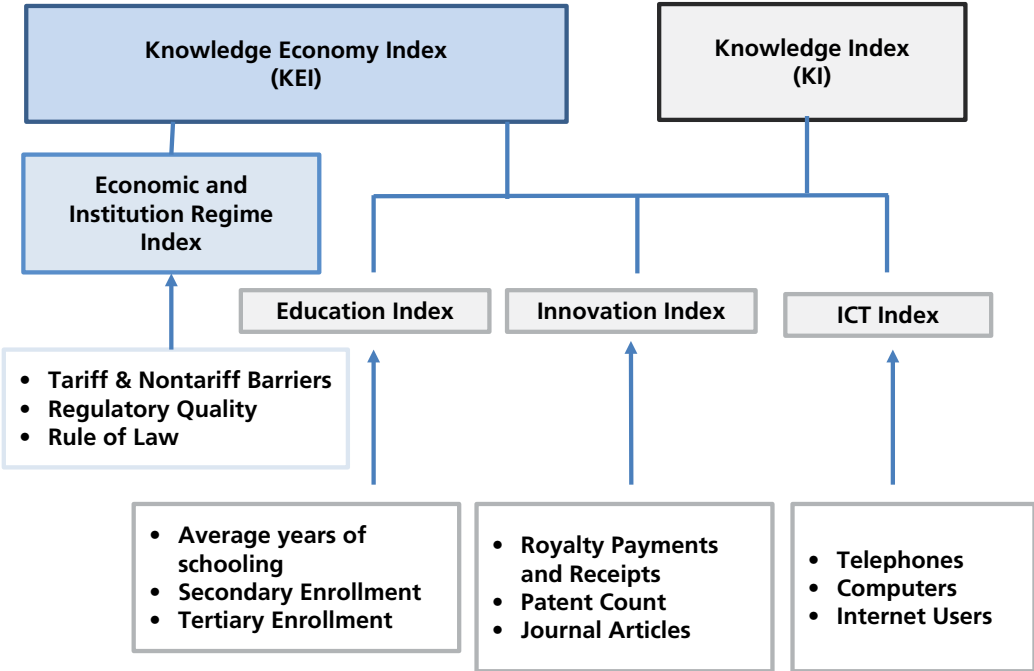 Knowledge Economy Index
(KEI)
Knowledge Index
(KI)
Economic and
Institution Regime
Index
Education Index
Innovation Index
ICT Index
• Tariff & Nontariff Barriers
• Regulatory Quality
• Rule of Law
• Average years of
schooling
• Secondary Enrollment
• Tertiary Enrollment
• Royalty Payments
and Receipts
• Patent Count
• Journal Articles
• Telephones
• Computers
• Internet Users